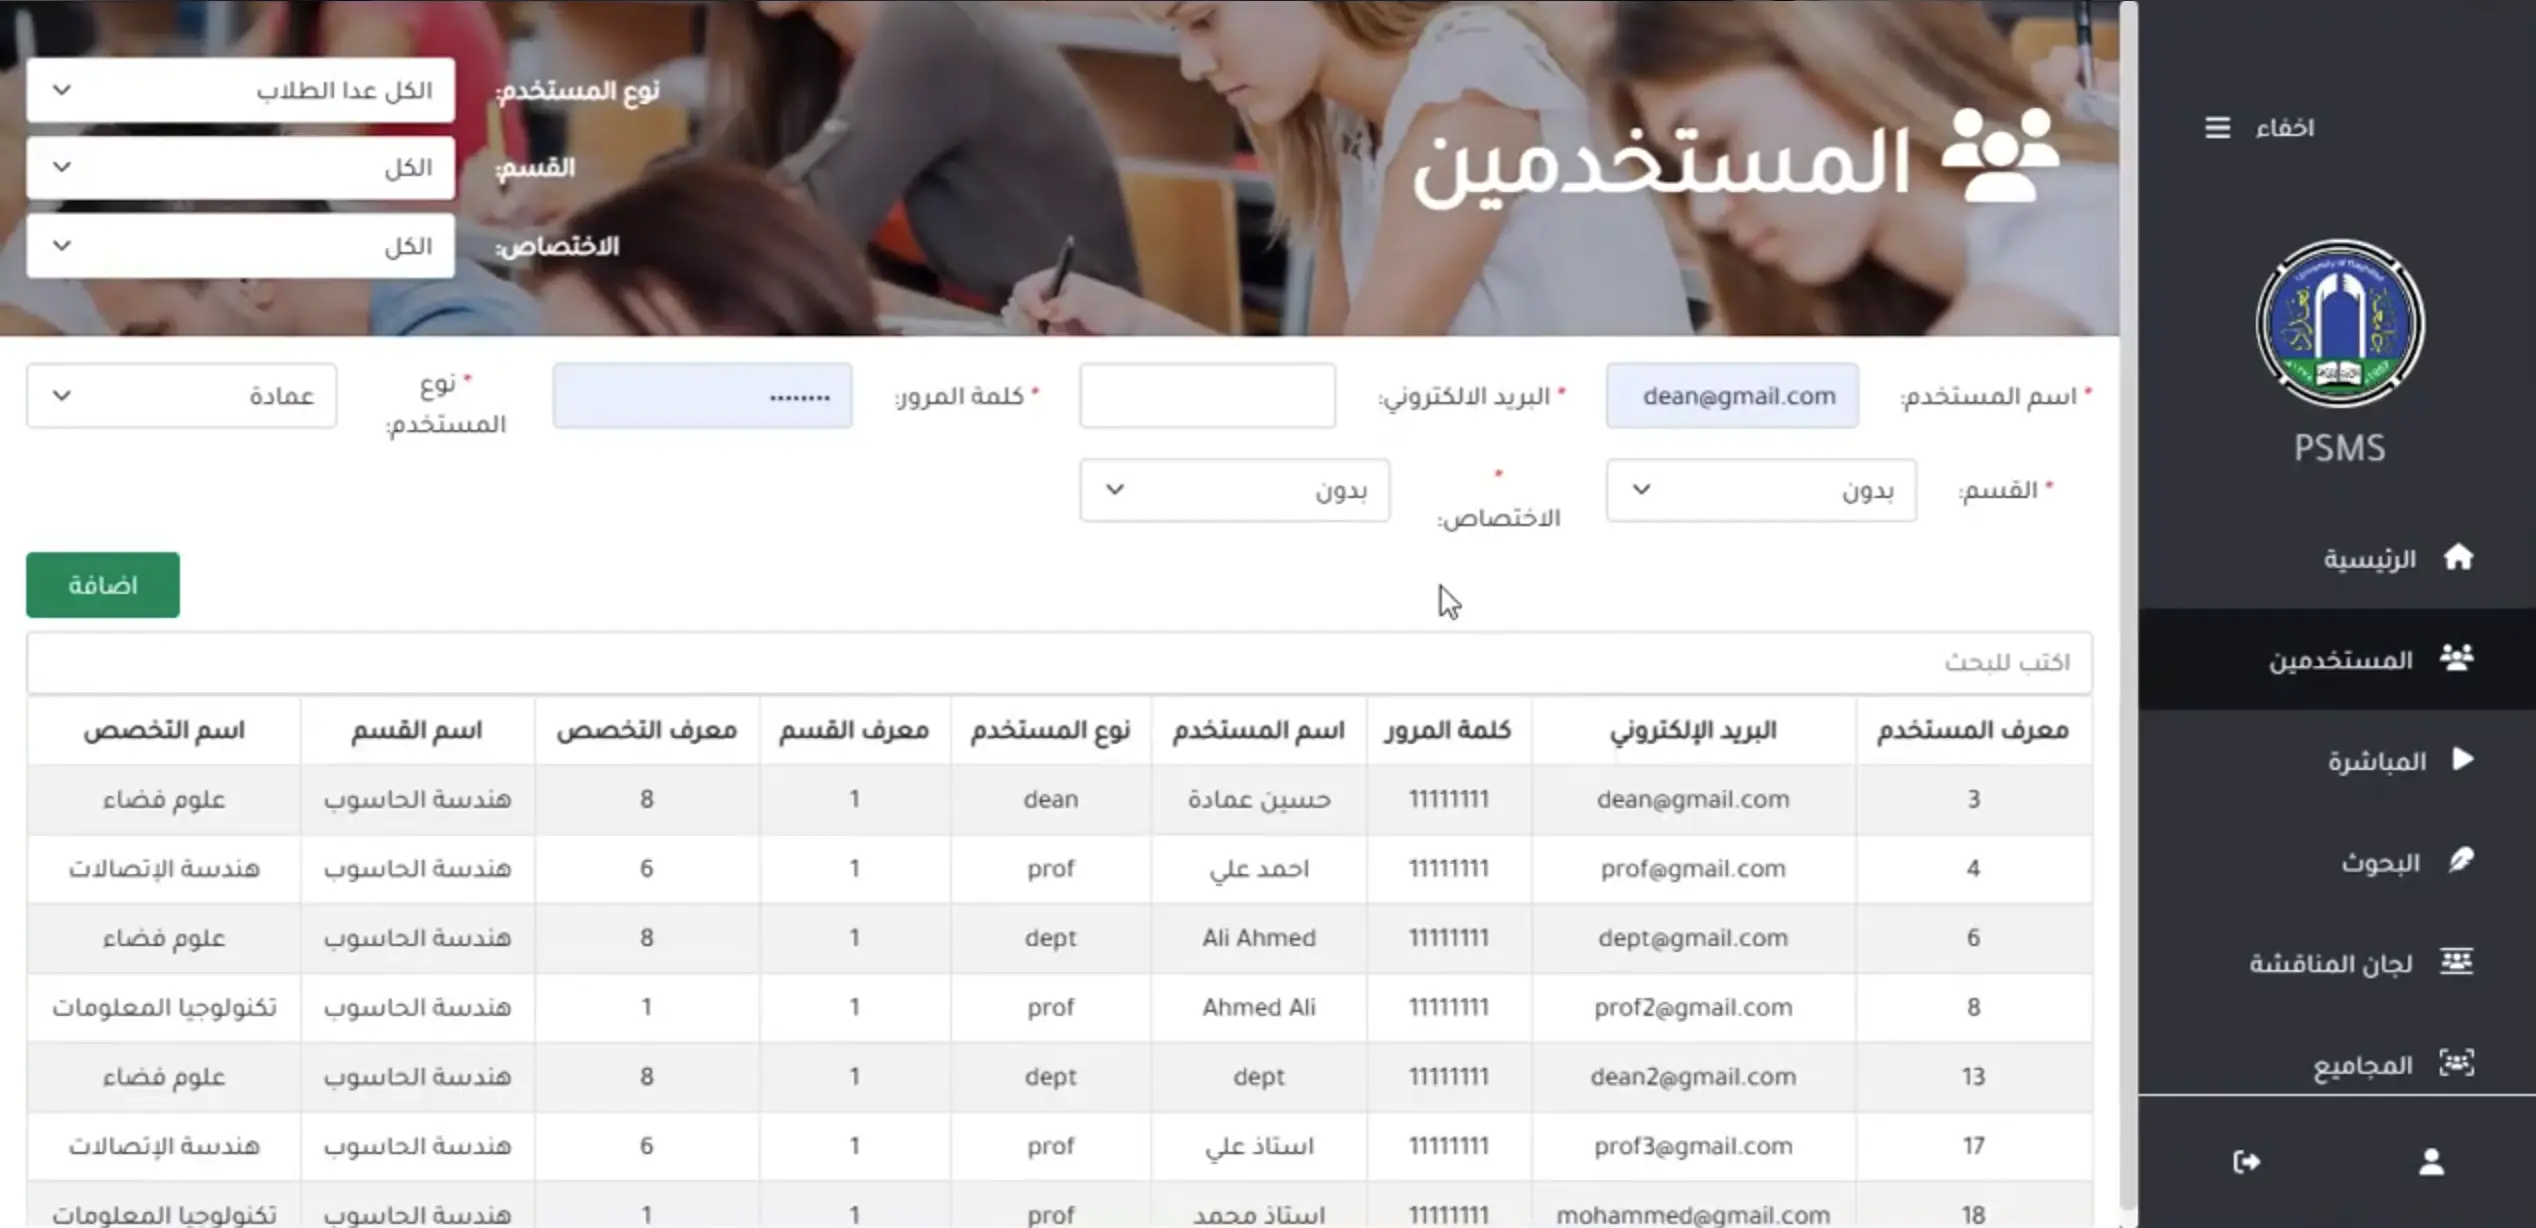 اخفاء
PSMS
الرئيسية
المستخدمين
المباشرة
البحوث
لجان المناقشة
المجاميع
المستخدمين
نوع المستخدم: الكل عدا الطلاب
القسم: الكل
الاختصاص: الكل
* اسم المستخدم: dean@gmail.com * البريد الالكتروني: * كلمة المرور: •••••••• * نوع المستخدم: عمادة
* القسم: بدون * الاختصاص: بدون
اضافة
اكتب للبحث
معرف المستخدم البريد الإلكتروني كلمة المرور اسم المستخدم نوع المستخدم معرف القسم معرف التخصص اسم القسم اسم التخصص
3 dean@gmail.com 11111111 حسين عمادة dean 1 8 هندسة الحاسوب علوم فضاء
4 prof@gmail.com 11111111 احمد علي prof 1 6 هندسة الحاسوب هندسة الإتصالات
6 dept@gmail.com 11111111 Ali Ahmed dept 1 8 هندسة الحاسوب علوم فضاء
8 prof2@gmail.com 11111111 Ahmed Ali prof 1 1 هندسة الحاسوب تكنولوجيا المعلومات
13 dean2@gmail.com 11111111 dept dept 1 8 هندسة الحاسوب علوم فضاء
17 prof3@gmail.com 11111111 استاذ علي prof 1 6 هندسة الحاسوب هندسة الإتصالات
18 mohammed@gmail.com 11111111 استاذ محمد prof 1 1 هندسة الحاسوب تكنولوجيا المعلومات